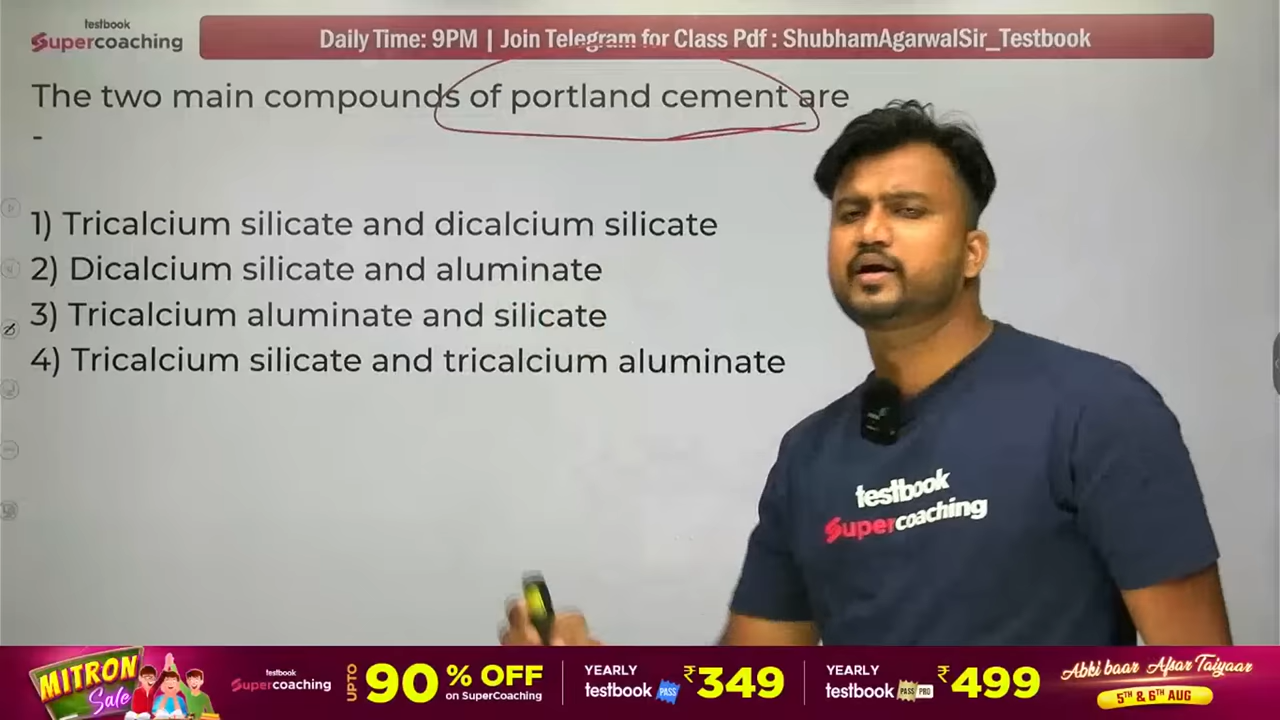 testbook
Supercoaching
Daily Time: 9PM | Join Telegram for Class Pdf : ShubhamAgarwalSir_Testbook
The two main compounds of portland cement are
-
1) Tricalcium silicate and dicalcium silicate
2) Dicalcium silicate and aluminate
3) Tricalcium aluminate and silicate
4) Tricalcium silicate and tricalcium aluminate
testbook
Supercoaching
MITRON
Sale
testbook
Supercoaching
UPTO
90% OFF
on SuperCoaching
YEARLY
testbook PASS
₹349
YEARLY
testbook PASS PRO
₹499
Abki baar Afsar Taiyaar
5TH & 6TH AUG